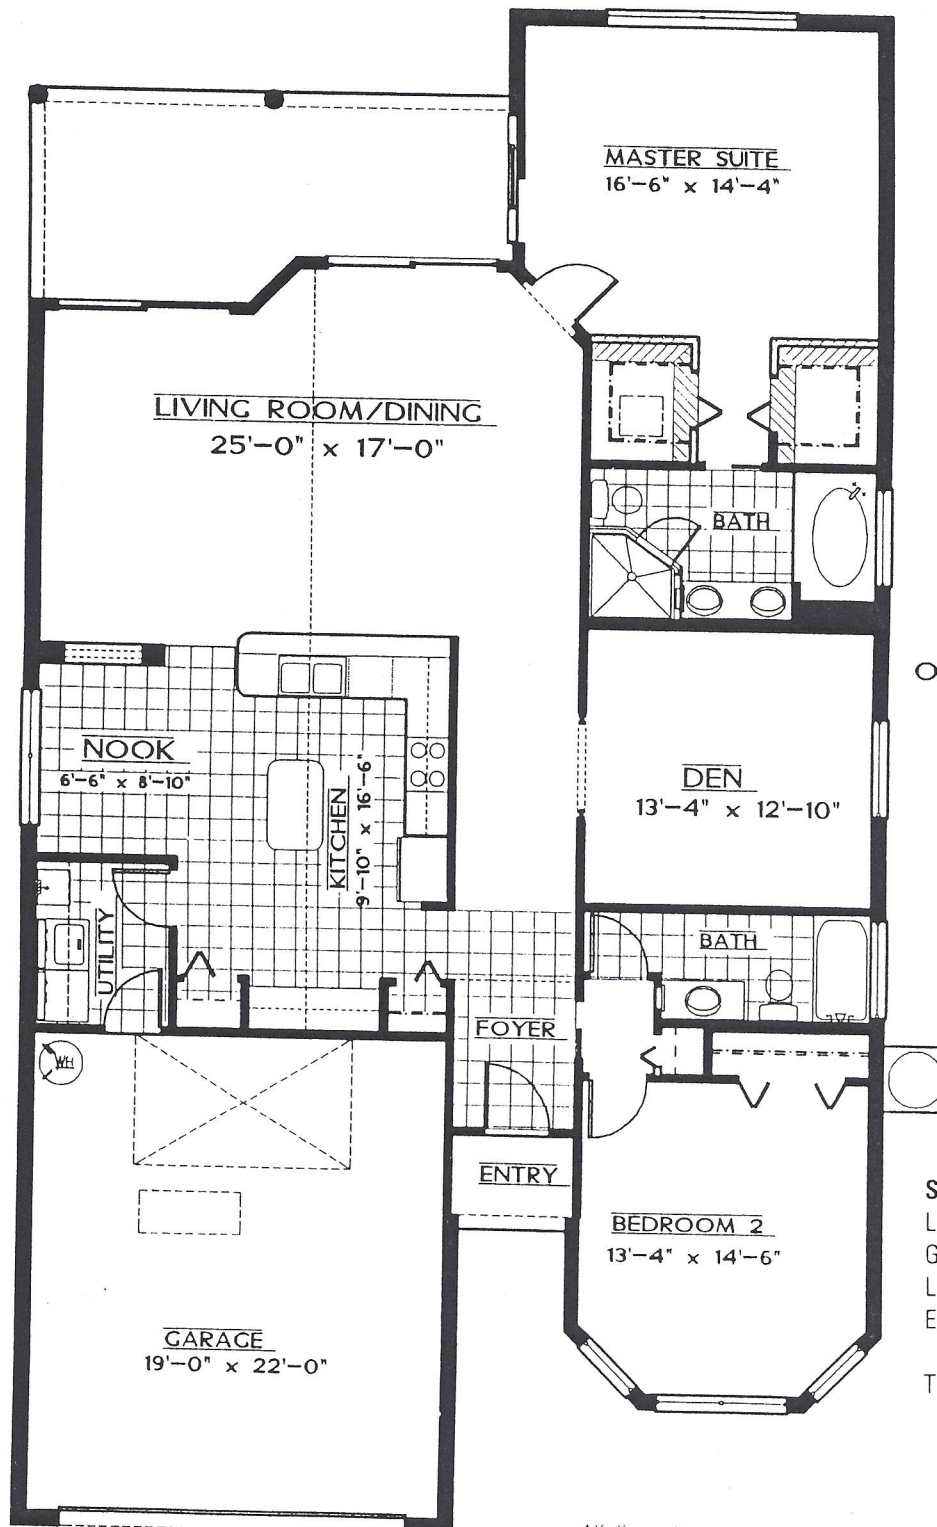 MASTER SUITE
16'-6" x 14'-4"
LIVING ROOM/DINING
25'-0" x 17'-0"
BATH
NOOK
6'-6" x 8'-10"
KITCHEN
9'-10" x 16'-6"
DEN
13'-4" x 12'-10"
UTILITY
BATH
FOYER
WH
ENTRY
BEDROOM 2
13'-4" x 14'-6"
GARAGE
19'-0" x 22'-0"
O
S
L
G
L
E
T